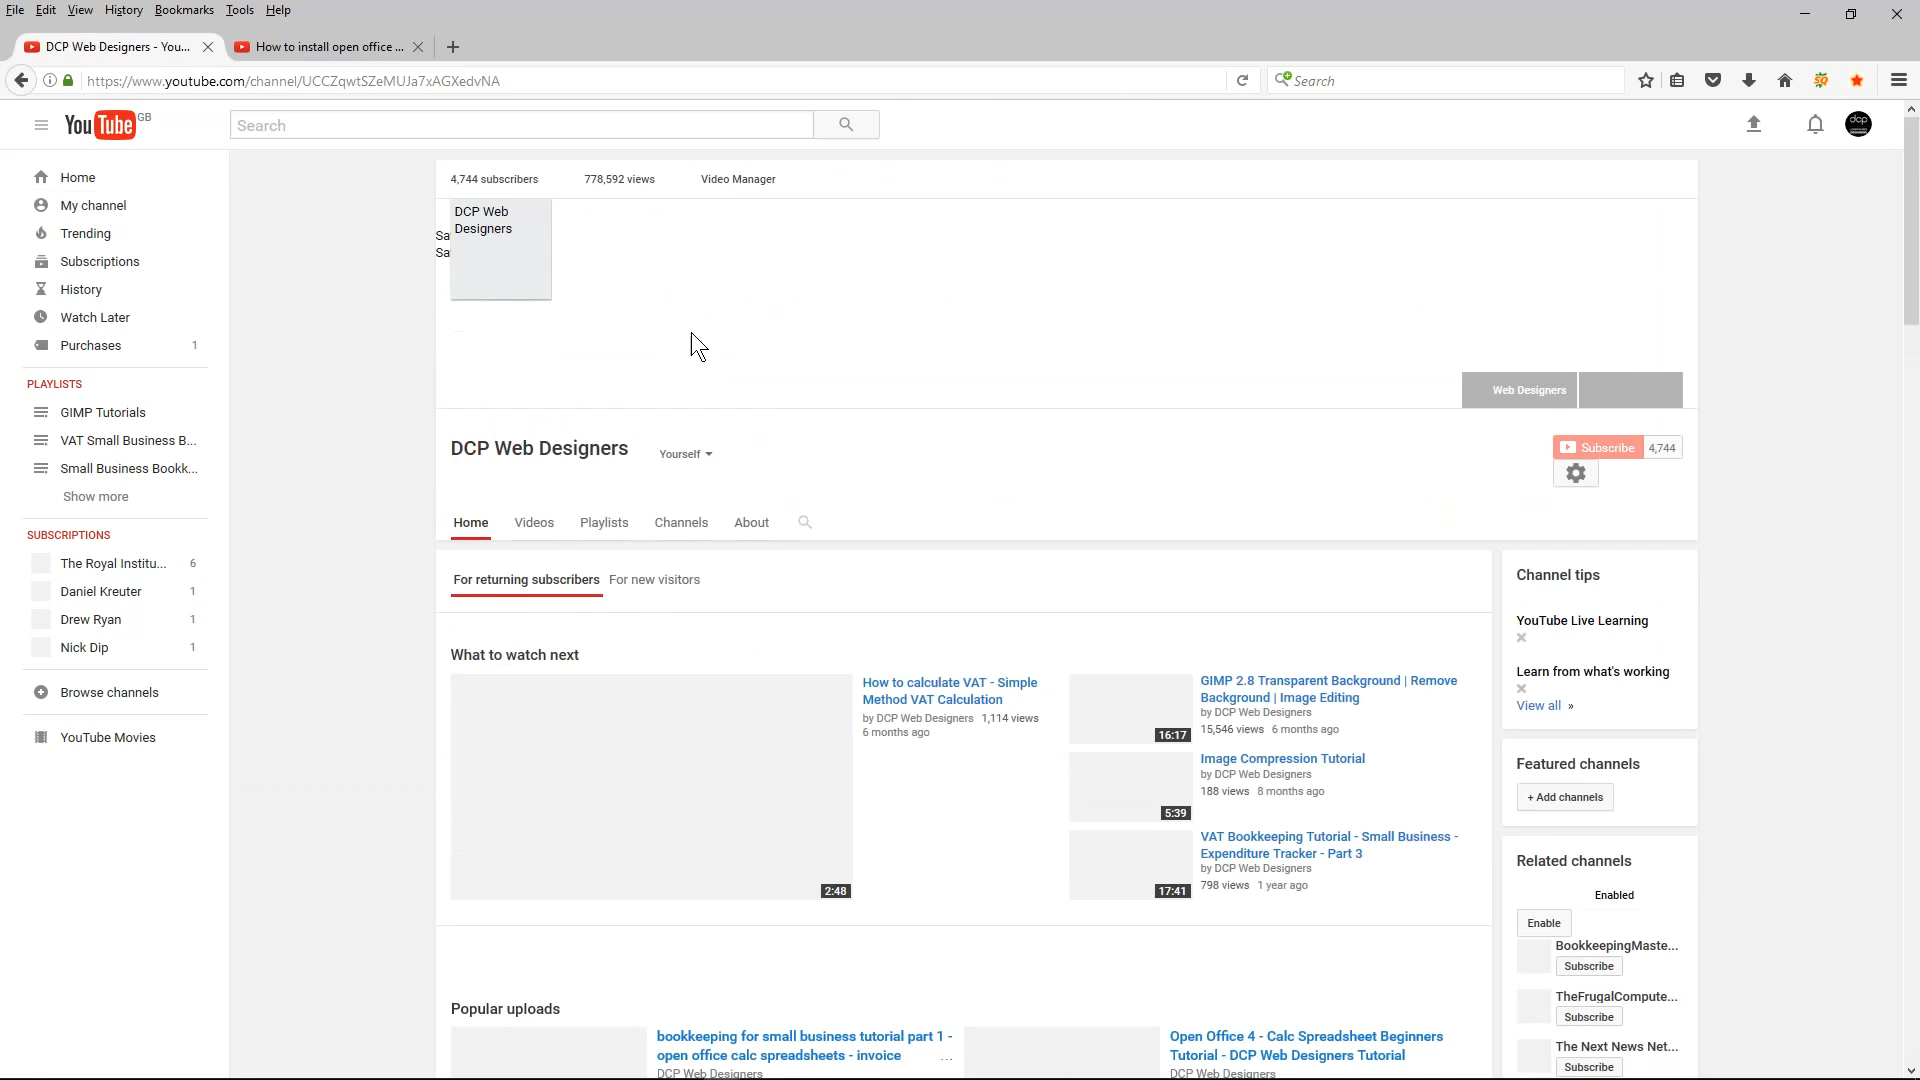 File Edit View History Bookmarks Tools Help
DCP Web Designers - You...
How to install open office ...
https://www.youtube.com/channel/UCCZqwtSZeMUJa7xAGXedvNA
Search
YouTube GB
Search
dcp
Home
My channel
Trending
Subscriptions
History
Watch Later
Purchases 1
PLAYLISTS
GIMP Tutorials
VAT Small Business B...
Small Business Bookk...
Show more
SUBSCRIPTIONS
The Royal Institu... 6
Daniel Kreuter 1
Drew Ryan 1
Nick Dip 1
Browse channels
YouTube Movies
4,744 subscribers 778,592 views Video Manager
DCP Web
Designers
Sa
Sa
Web Designers
DCP Web Designers Yourself
Subscribe 4,744
Home Videos Playlists Channels About
For returning subscribers For new visitors
What to watch next
2:48
How to calculate VAT - Simple
Method VAT Calculation
by DCP Web Designers 1,114 views
6 months ago
16:17
GIMP 2.8 Transparent Background | Remove
Background | Image Editing
by DCP Web Designers
15,546 views 6 months ago
5:39
Image Compression Tutorial
by DCP Web Designers
188 views 8 months ago
17:41
VAT Bookkeeping Tutorial - Small Business -
Expenditure Tracker - Part 3
by DCP Web Designers
798 views 1 year ago
Popular uploads
bookkeeping for small business tutorial part 1 -
open office calc spreadsheets - invoice ...
DCP Web Designers
Open Office 4 - Calc Spreadsheet Beginners
Tutorial - DCP Web Designers Tutorial
DCP Web Designers
Channel tips
YouTube Live Learning
Learn from what's working
View all »
Featured channels
+ Add channels
Related channels
Enabled
Enable
BookkeepingMaste...
Subscribe
TheFrugalCompute...
Subscribe
The Next News Net...
Subscribe